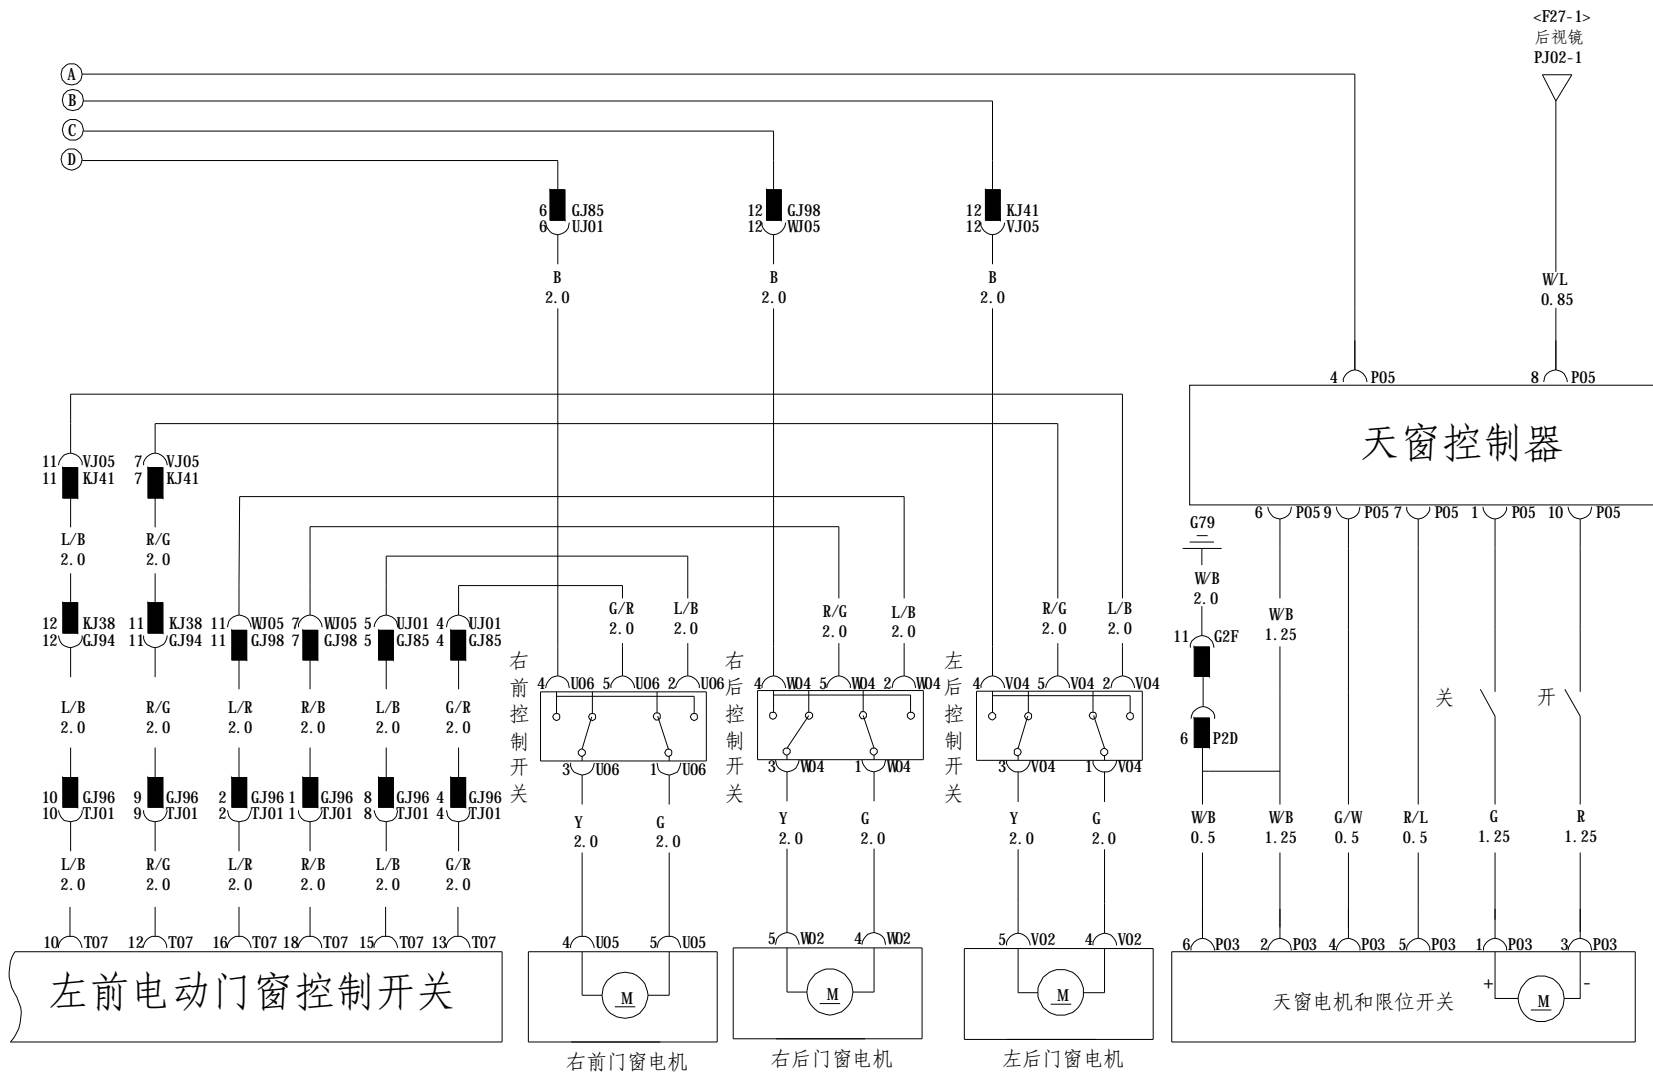 <F27-1>
后视镜
PJ02-1
A
B
C
D
6 GJ85 12 GJ98 12 KJ41
6 UJ01 12 WJ05 12 VJ05
B B B W/L
2.0 2.0 2.0 0.85
4 P05 8 P05
天窗控制器
11 VJ05 7 VJ05
11 KJ41 7 KJ41
6 P05 9 P05 7 P05 1 P05 10 P05
G79
L/B R/G
2.0 2.0
W/B
2.0
W/B
1.25
G/R L/B R/G L/B R/G L/B
2.0 2.0 2.0 2.0 2.0 2.0
12 KJ38 11 KJ38 11 WJ05 7 WJ05 5 UJ01 4 UJ01
12 GJ94 11 GJ94 11 GJ98 7 GJ98 5 GJ85 4 GJ85
11 G2F
右前控制开关
右后控制开关
左后控制开关
4 U06 5 U06 2 U06 4 W04 5 W04 2 W04 4 V04 5 V04 2 V04
关 开
L/B R/G L/R R/B L/B G/R
2.0 2.0 2.0 2.0 2.0 2.0
6 P2D
3 U06 1 U06 3 W04 1 W04 3 V04 1 V04
10 GJ96 9 GJ96 2 GJ96 1 GJ96 8 GJ96 4 GJ96
10 TJ01 9 TJ01 2 TJ01 1 TJ01 8 TJ01 4 TJ01
Y G Y G Y G W/B W/B G/W R/L G R
2.0 2.0 2.0 2.0 2.0 2.0 0.5 1.25 0.5 0.5 1.25 1.25
L/B R/G L/R R/B L/B G/R
2.0 2.0 2.0 2.0 2.0 2.0
10 T07 12 T07 16 T07 18 T07 15 T07 13 T07 4 U05 5 U05 5 W02 4 W02 5 V02 4 V02 6 P03 2 P03 4 P03 5 P03 1 P03 3 P03
左前电动门窗控制开关
M M M
天窗电机和限位开关 + M -
右前门窗电机 右后门窗电机 左后门窗电机